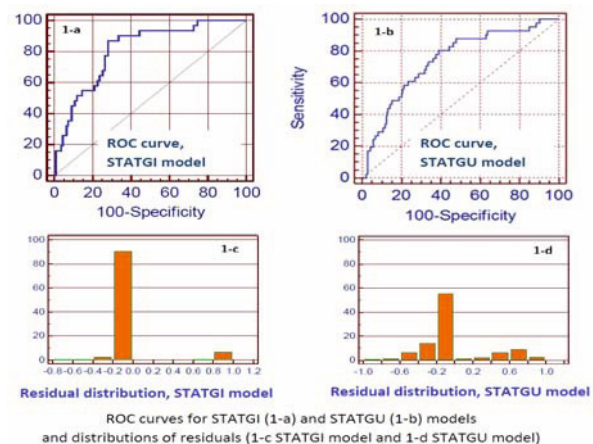 1-a
100
80
60
40
20
0
ROC curve,
STATGI model
0 20 40 60 80 100
100-Specificity
1-b
Sensitivity
100
80
60
40
20
0
ROC curve,
STATGU model
0 20 40 60 80 100
100-Specificity
1-c
100
80
60
40
20
0
-0.8 -0.6 -0.4 -0.2 0.0 0.2 0.4 0.6 0.8 1.0 1.2
Residual distribution, STATGI model
1-d
100
80
60
40
20
0
-1.0 -0.6 -0.2 0.2 0.6 1.0
Residual distribution, STATGU model
ROC curves for STATGI (1-a) and STATGU (1-b) models
and distributions of residuals (1-c STATGI model and 1-d STATGU model)